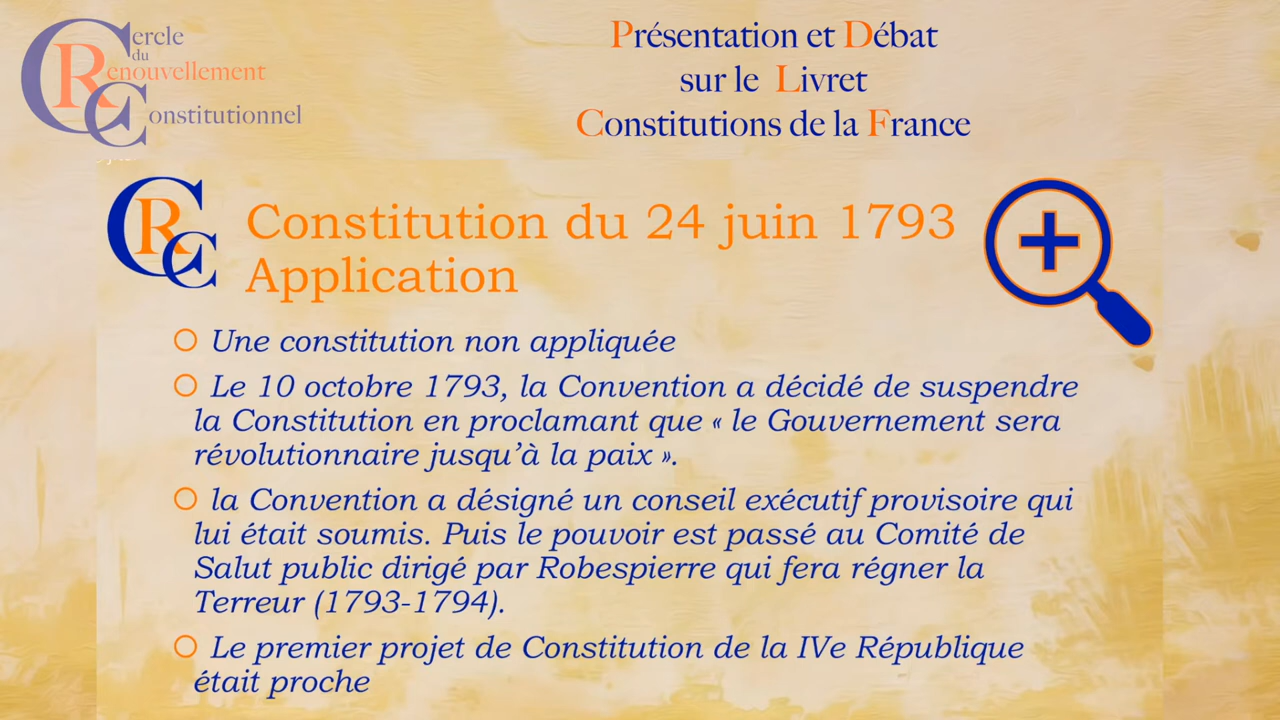 Cercle
du
Renouvellement
Constitutionnel
Présentation et Débat
sur le Livret
Constitutions de la France
CRC
Constitution du 24 juin 1793
Application
Une constitution non appliquée
Le 10 octobre 1793, la Convention a décidé de suspendre
la Constitution en proclamant que « le Gouvernement sera
révolutionnaire jusqu’à la paix ».
la Convention a désigné un conseil exécutif provisoire qui
lui était soumis. Puis le pouvoir est passé au Comité de
Salut public dirigé par Robespierre qui fera régner la
Terreur (1793-1794).
Le premier projet de Constitution de la IVe République
était proche